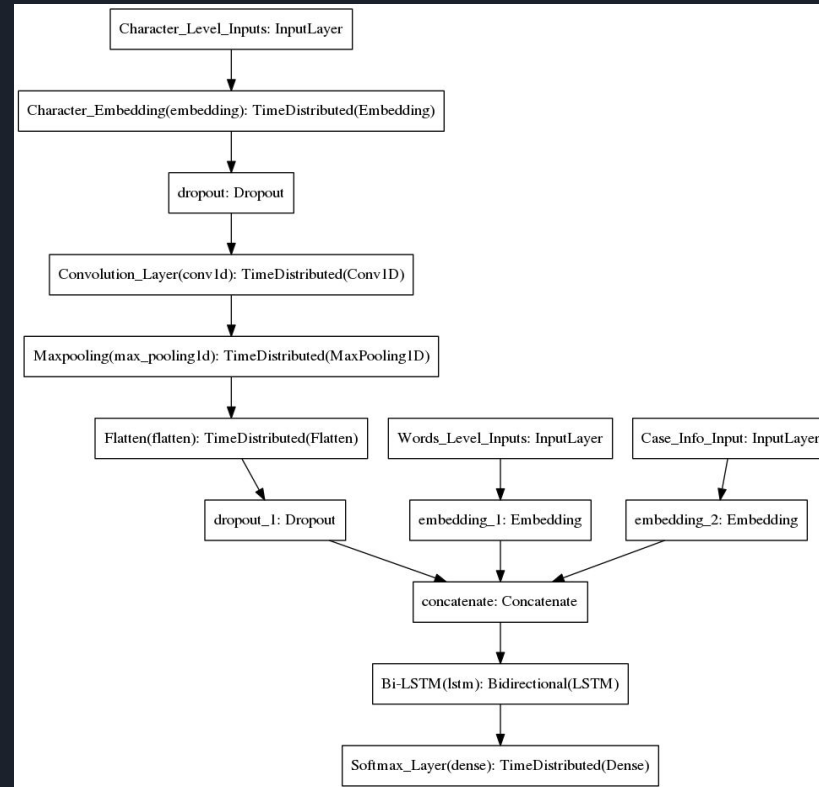 Character_Level_Inputs: InputLayer
Character_Embedding(embedding): TimeDistributed(Embedding)
dropout: Dropout
Convolution_Layer(conv1d): TimeDistributed(Conv1D)
Maxpooling(max_pooling1d): TimeDistributed(MaxPooling1D)
Flatten(flatten): TimeDistributed(Flatten)
Words_Level_Inputs: InputLayer
Case_Info_Input: InputLayer
dropout_1: Dropout
embedding_1: Embedding
embedding_2: Embedding
concatenate: Concatenate
Bi-LSTM(lstm): Bidirectional(LSTM)
Softmax_Layer(dense): TimeDistributed(Dense)